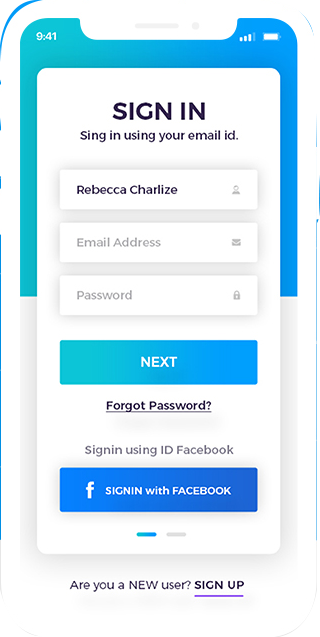 9:41
SIGN IN
Sing in using your email id.
Rebecca Charlize
Email Address
Password
NEXT
Forgot Password?
Signin using ID Facebook
f SIGNIN with FACEBOOK
Are you a NEW user? SIGN UP